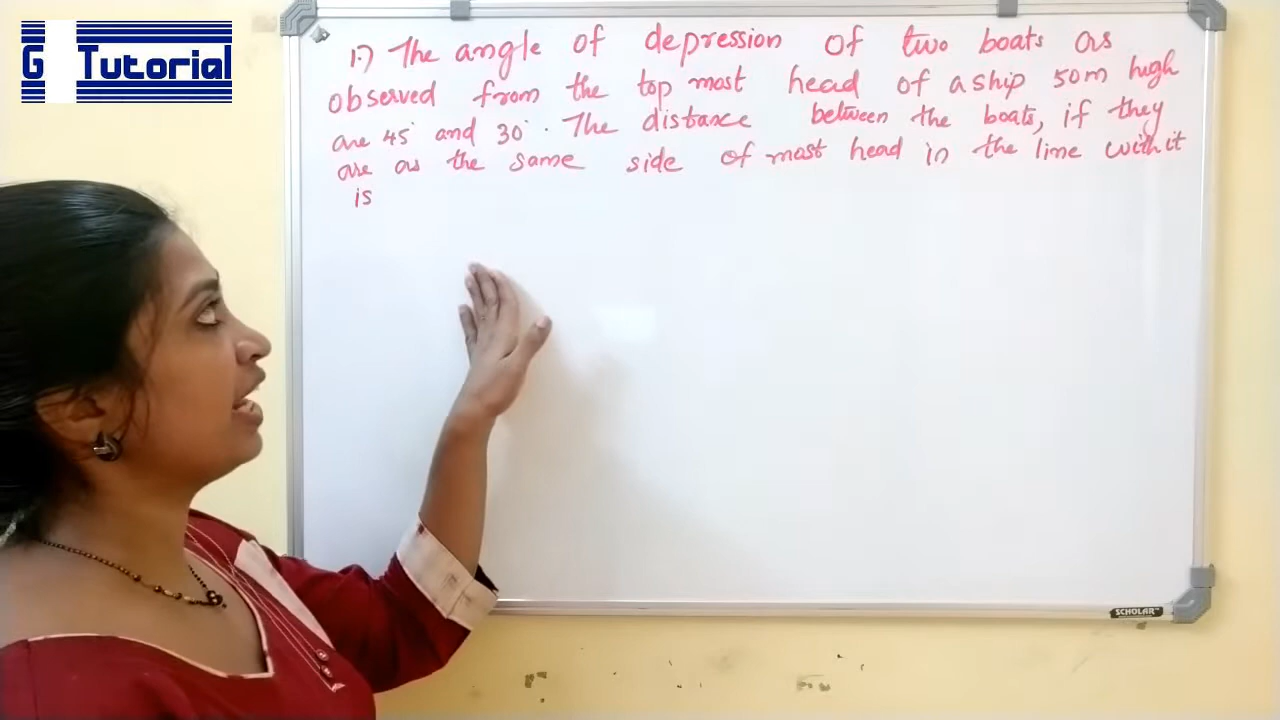 G Tutorial
1.) The angle of depression of two boats as
observed from the top mast head of a ship 50m high
are 45° and 30°. The distance between the boats, if they
are as the same side of mast head in the line with it
is
SCHOLAR